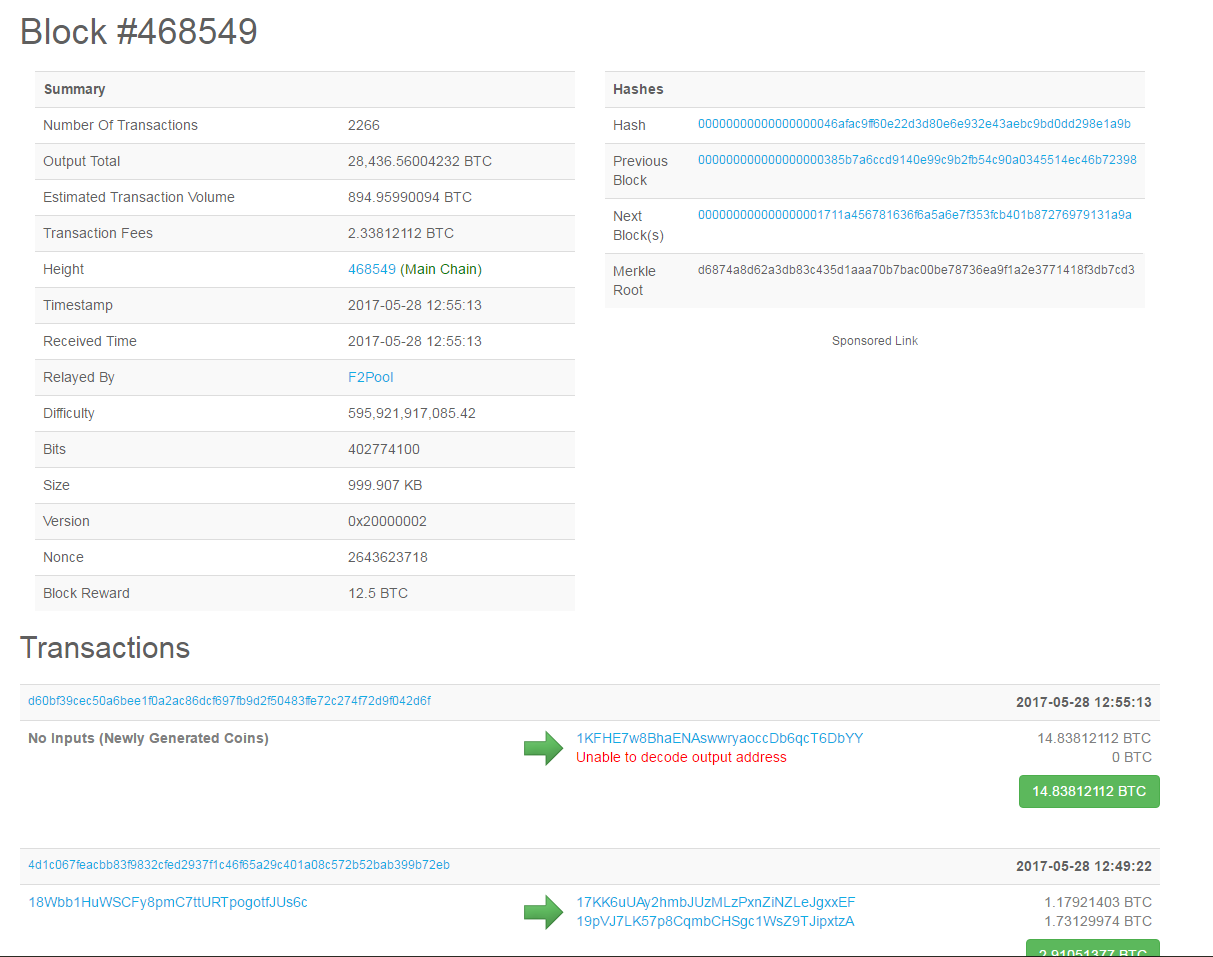 Block #468549
Summary
Number Of Transactions 2266
Output Total 28,436.56004232 BTC
Estimated Transaction Volume 894.95990094 BTC
Transaction Fees 2.33812112 BTC
Height 468549 (Main Chain)
Timestamp 2017-05-28 12:55:13
Received Time 2017-05-28 12:55:13
Relayed By F2Pool
Difficulty 595,921,917,085.42
Bits 402774100
Size 999.907 KB
Version 0x20000002
Nonce 2643623718
Block Reward 12.5 BTC
Hashes
Hash 00000000000000000046afac9ff60e22d3d80e6e932e43aebc9bd0dd298e1a9b
Previous 000000000000000000385b7a6ccd9140e99c9b2fb54c90a0345514ec46b72398
Block
Next 000000000000000001711a456781636f6a5a6e7f353fcb401b87276979131a9a
Block(s)
Merkle d6874a8d62a3db83c435d1aaa70b7bac00be78736ea9f1a2e3771418f3db7cd3
Root
Sponsored Link
Transactions
d60bf39cec50a6bee1f0a2ac86dcf697fb9d2f50483ffe72c274f72d9f042d6f 2017-05-28 12:55:13
No Inputs (Newly Generated Coins) 1KFHE7w8BhaENAswwryaoccDb6qcT6DbYY 14.83812112 BTC
Unable to decode output address 0 BTC
14.83812112 BTC
4d1c067feacbb83f9832cfed2937f1c46f65a29c401a08c572b52bab399b72eb 2017-05-28 12:49:22
18Wbb1HuWSCFy8pmC7ttURTpogotfJUs6c 17KK6uUAy2hmbJUzMLzPxnZiNZLeJgxxEF 1.17921403 BTC
19pVJ7LK57p8CqmbCHSgc1WsZ9TJipxtzA 1.73129974 BTC
2.91051377 BTC